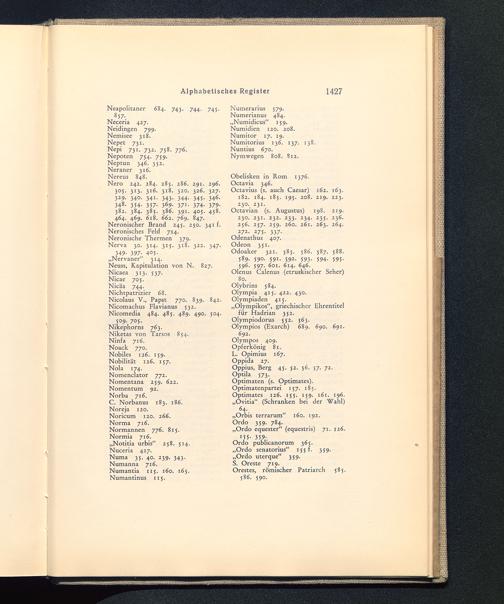 Alphabetisches Register 1427
Neapolitaner 684. 743. 744. 745.
857.
Neceria 427.
Neidingen 799.
Nemisee 318.
Nepet 731.
Nepi 731. 732. 758. 776.
Nepoten 754. 759.
Neptun 346. 352.
Neraner 316.
Nereus 848.
Nero 242. 284. 285. 286. 291. 296.
305. 313. 316. 318. 320. 326. 327.
329. 340. 341. 343. 344. 345. 346.
348. 354. 357. 369. 371. 374. 379.
382. 384. 385. 386. 391. 405. 458.
464. 469. 618. 662. 769. 847.
Neronischer Brand 245. 250. 341 f.
Neronisches Feld 754.
Neronische Thermen 379.
Nerva 30. 314. 315. 318. 322. 347.
349. 397. 405.
„Nervaner" 314.
Neuss, Kapitulation von N. 827.
Nicaea 513. 537.
Nicae 705.
Nicäa 744.
Nichtpatrizier 68.
Nicolaus V., Papst 770. 839. 842.
Nicomachus Flavianus 532.
Nicomedia 484. 485. 489. 490. 504.
509. 705.
Nikephorns 763.
Niketas von Tarsos 854.
Ninfa 716.
Noack 770.
Nobiles 126. 159.
Nobilität 126. 157.
Nola 174.
Nomenclator 772.
Nomentana 259. 622.
Nomentum 92.
Norba 716.
C. Norbanus 183. 186.
Noreja 120.
Noricum 120. 266.
Norma 716.
Normannen 776. 815.
Normia 716.
„Notitia urbis" 258. 514.
Nuceria 427.
Numa 35. 40. 239. 343.
Numanna 716.
Numantia 115. 160. 165.
Numantinus 115.
Numerarius 579.
Numerianus 484.
„Numidicus" 159.
Numidien 120. 208.
Numitor 17. 19.
Numitorius 136. 137. 138.
Nuntius 670.
Nymwegen 808. 812.
Obelisken in Rom 1376.
Octavia 346.
Octavius (s. auch Caesar) 162. 163.
182. 184. 185. 195. 208. 219. 223.
230. 231.
Octavian (s. Augustus) 198. 219.
230. 231. 232. 233. 234. 235. 238.
256. 257. 259. 260. 261. 263. 264.
272. 275. 337.
Odenathus 407.
Odeon 351.
Odoaker 321. 385. 586. 587. 588.
589. 590. 591. 592. 593. 594. 595.
596. 597. 601. 614. 646.
Olenus Calenus (etruskischer Seher)
80.
Olybrius 584.
Olympia 415. 422. 430.
Olympiaden 415.
„Olympikos", griechischer Ehrentitel
für Hadrian 352.
Olympiodorus 552. 563.
Olympios (Exarch) 689. 690. 691.
692.
Olympos 409.
Opferkönig 81.
L. Opimius 167.
Oppida 27.
Oppius, Berg 45. 52. 56. 57. 72.
Optila 573.
Optimaten (s. Optimates).
Optimatenpartei 157. 185.
Optimates 126. 155. 159. 161. 196.
„Ovitia" (Schranken bei der Wahl)
64.
„Orbis terrarum" 160. 192.
Ordo 359. 784.
„Ordo equester" (equestris) 71. 126.
155. 359.
Ordo publicanorum 365.
„Ordo senatorius" 155 f. 359.
„Ordo uterque" 359.
S. Oreste 719.
Orestes, römischer Patriarch 585.
586. 590.